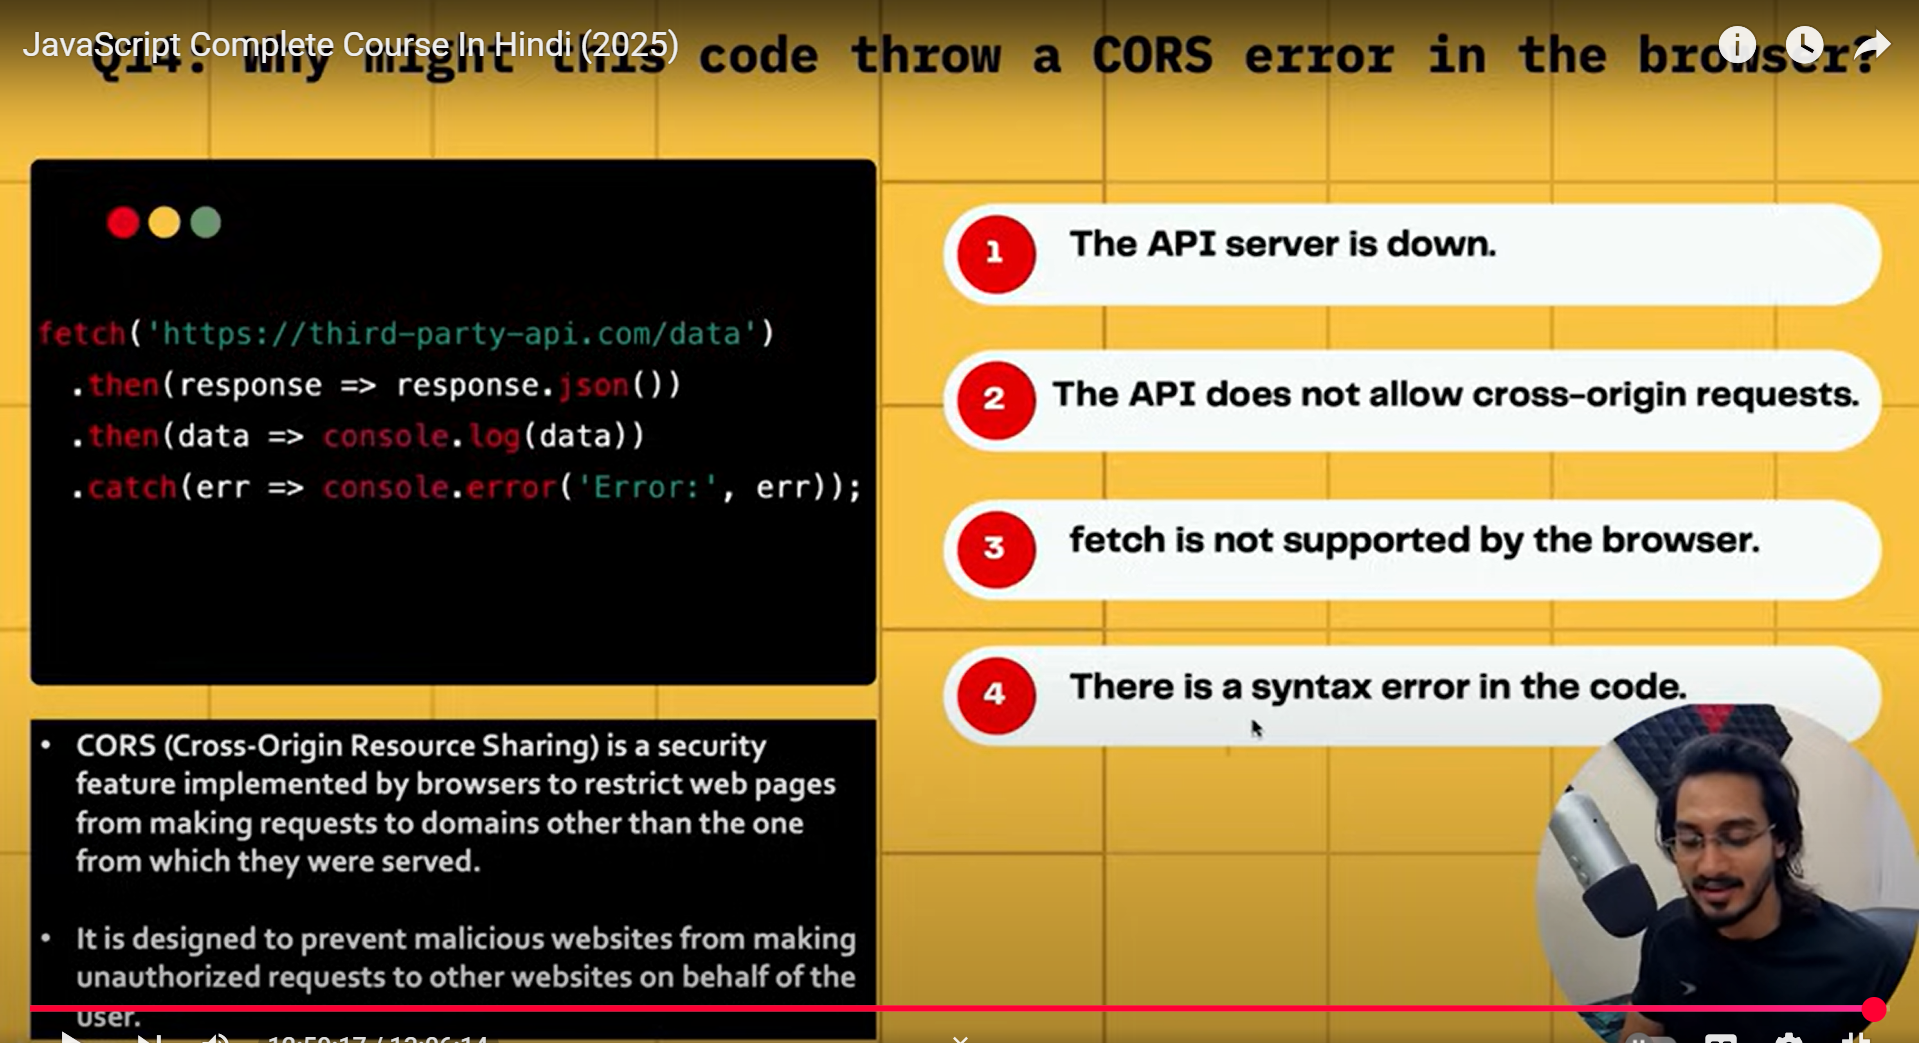 JavaScript Complete Course In Hindi (2025)
Q14: Why might this code throw a CORS error in the browser?
fetch('https://third-party-api.com/data')
.then(response => response.json())
.then(data => console.log(data))
.catch(err => console.error('Error:', err));
1 The API server is down.
2 The API does not allow cross-origin requests.
3 fetch is not supported by the browser.
4 There is a syntax error in the code.
• CORS (Cross-Origin Resource Sharing) is a security
feature implemented by browsers to restrict web pages
from making requests to domains other than the one
from which they were served.
• It is designed to prevent malicious websites from making
unauthorized requests to other websites on behalf of the
user.